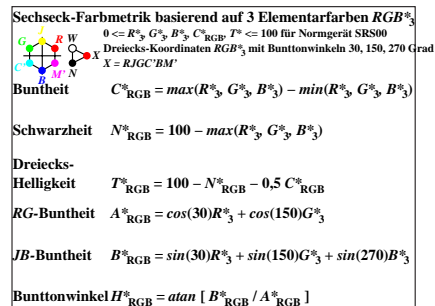 Sechseck-Farbmetrik basierend auf 3 Elementarfarben RGB*3
0 <= R*3, G*3, B*3, C*RGB, T* <= 100 für Normgerät SRS00
Dreiecks-Koordinaten RGB*3 mit Bunttonwinkeln 30, 150, 270 Grad
X = RJGC'BM'
J
G R
C' M'
B
W
X
N
Buntheit C*RGB = max(R*3, G*3, B*3) – min(R*3, G*3, B*3)
Schwarzheit N*RGB = 100 – max(R*3, G*3, B*3)
Dreiecks-
Helligkeit T*RGB = 100 – N*RGB – 0,5 C*RGB
RG-Buntheit A*RGB = cos(30)R*3 + cos(150)G*3
JB-Buntheit B*RGB = sin(30)R*3 + sin(150)G*3 + sin(270)B*3
Bunttonwinkel H*RGB = atan [ B*RGB / A*RGB ]